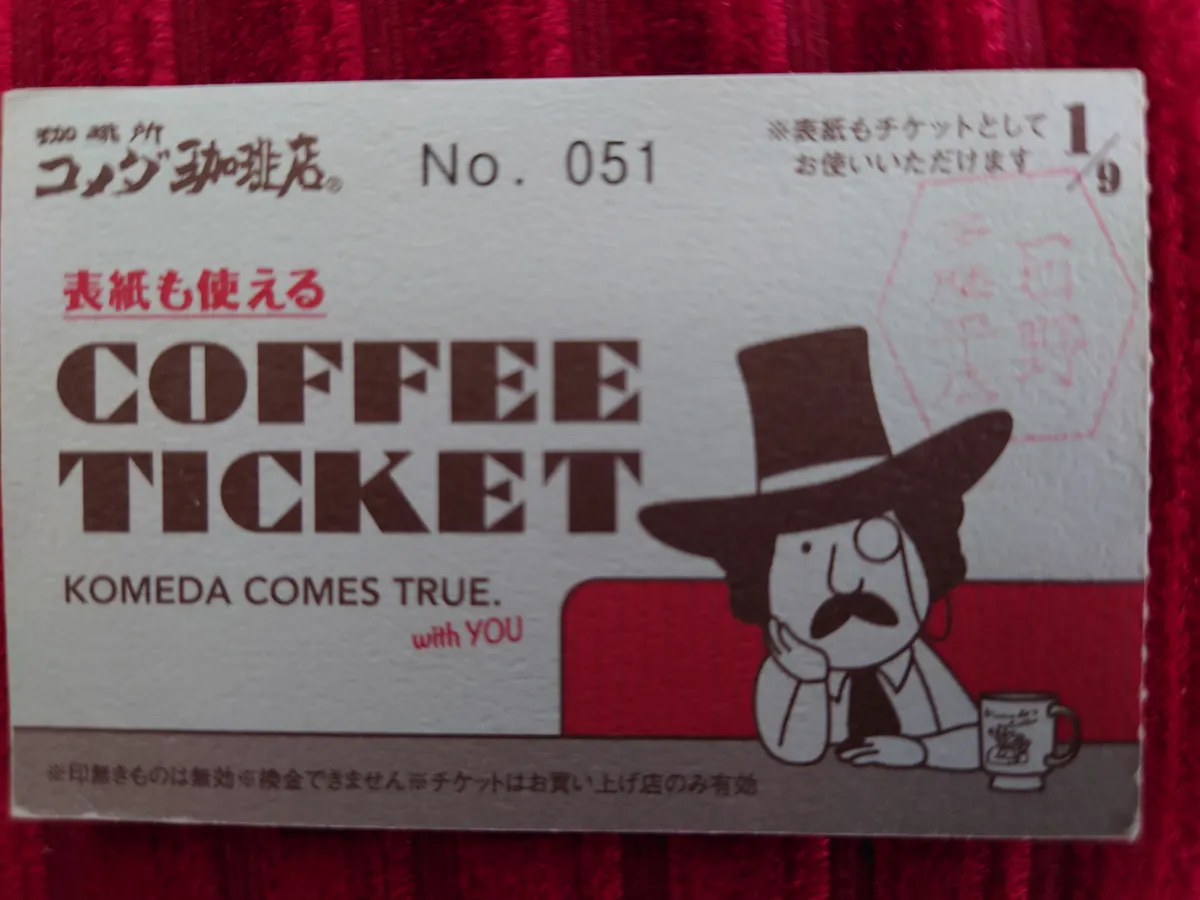 珈琲所
コメダ珈琲店®
No. 051
※表紙もチケットとして
お使いいただけます
1/9
表紙も使える
COFFEE
TICKET
KOMEDA COMES TRUE.
with YOU
※印無きものは無効※換金できません※チケットはお買い上げ店のみ有効